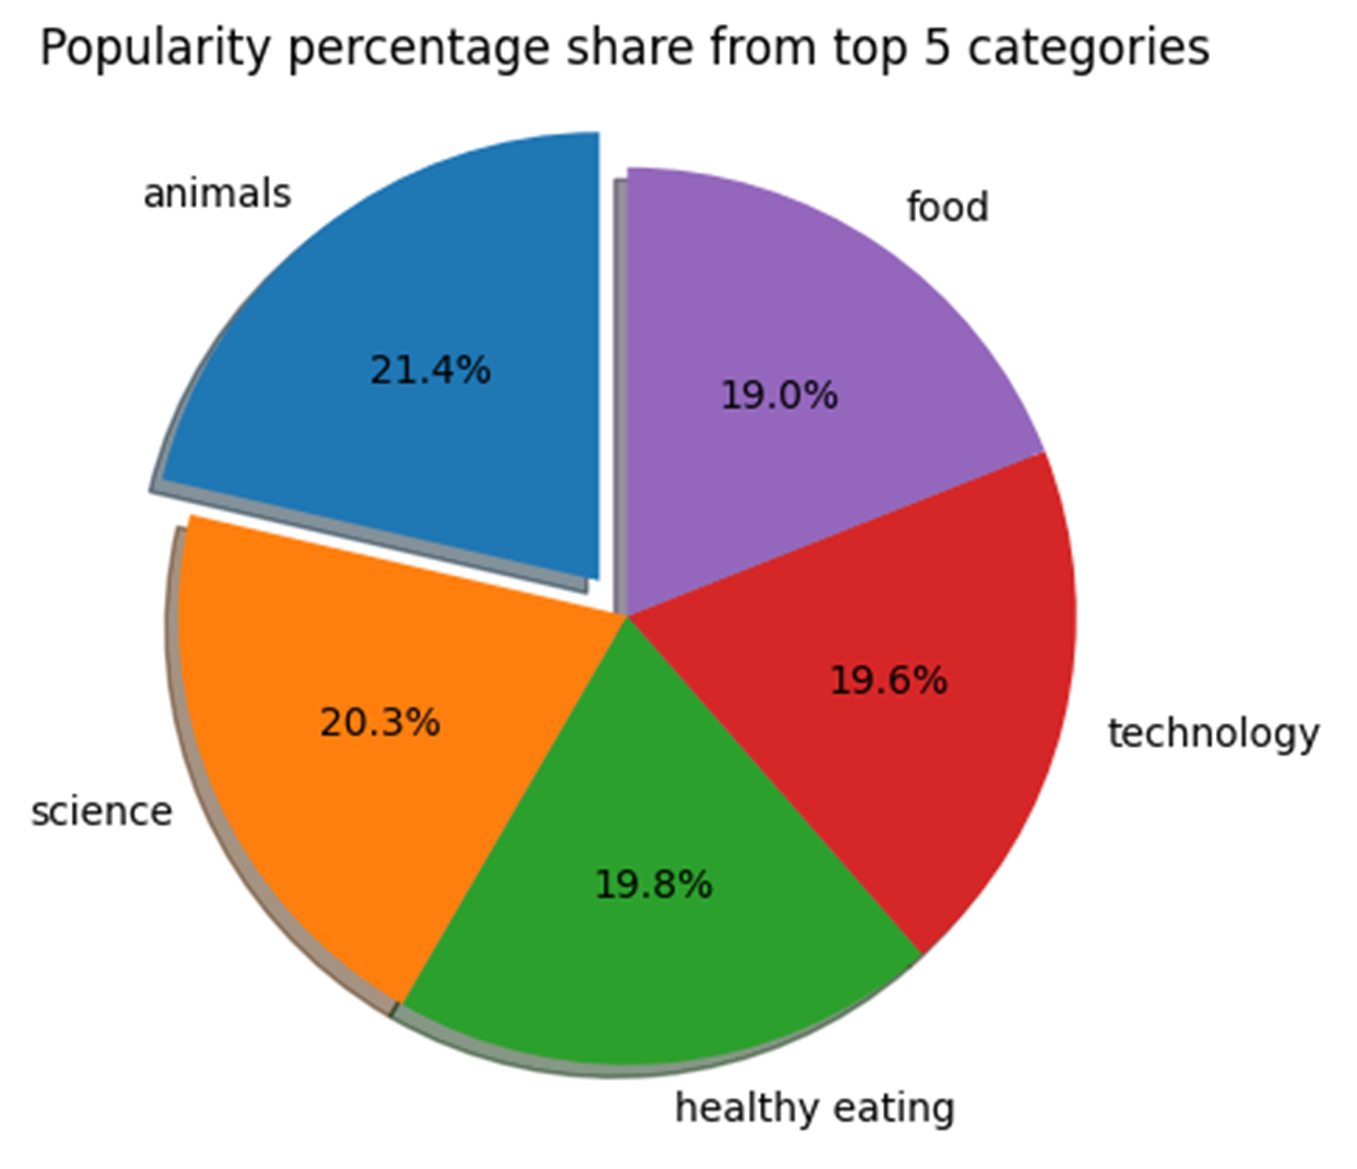 Popularity percentage share from top 5 categories
animals
food
21.4%
19.0%
19.6%
20.3%
technology
science
19.8%
healthy eating